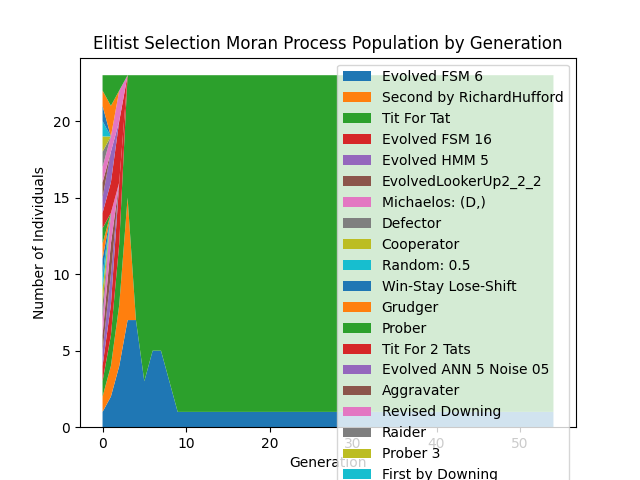 Elitist Selection Moran Process Population by Generation
Number of Individuals
0
5
10
15
20
0
10
20
30
40
50
Generation
Evolved FSM 6
Second by RichardHufford
Tit For Tat
Evolved FSM 16
Evolved HMM 5
EvolvedLookerUp2_2_2
Michaelos: (D,)
Defector
Cooperator
Random: 0.5
Win-Stay Lose-Shift
Grudger
Prober
Tit For 2 Tats
Evolved ANN 5 Noise 05
Aggravater
Revised Downing
Raider
Prober 3
First by Downing